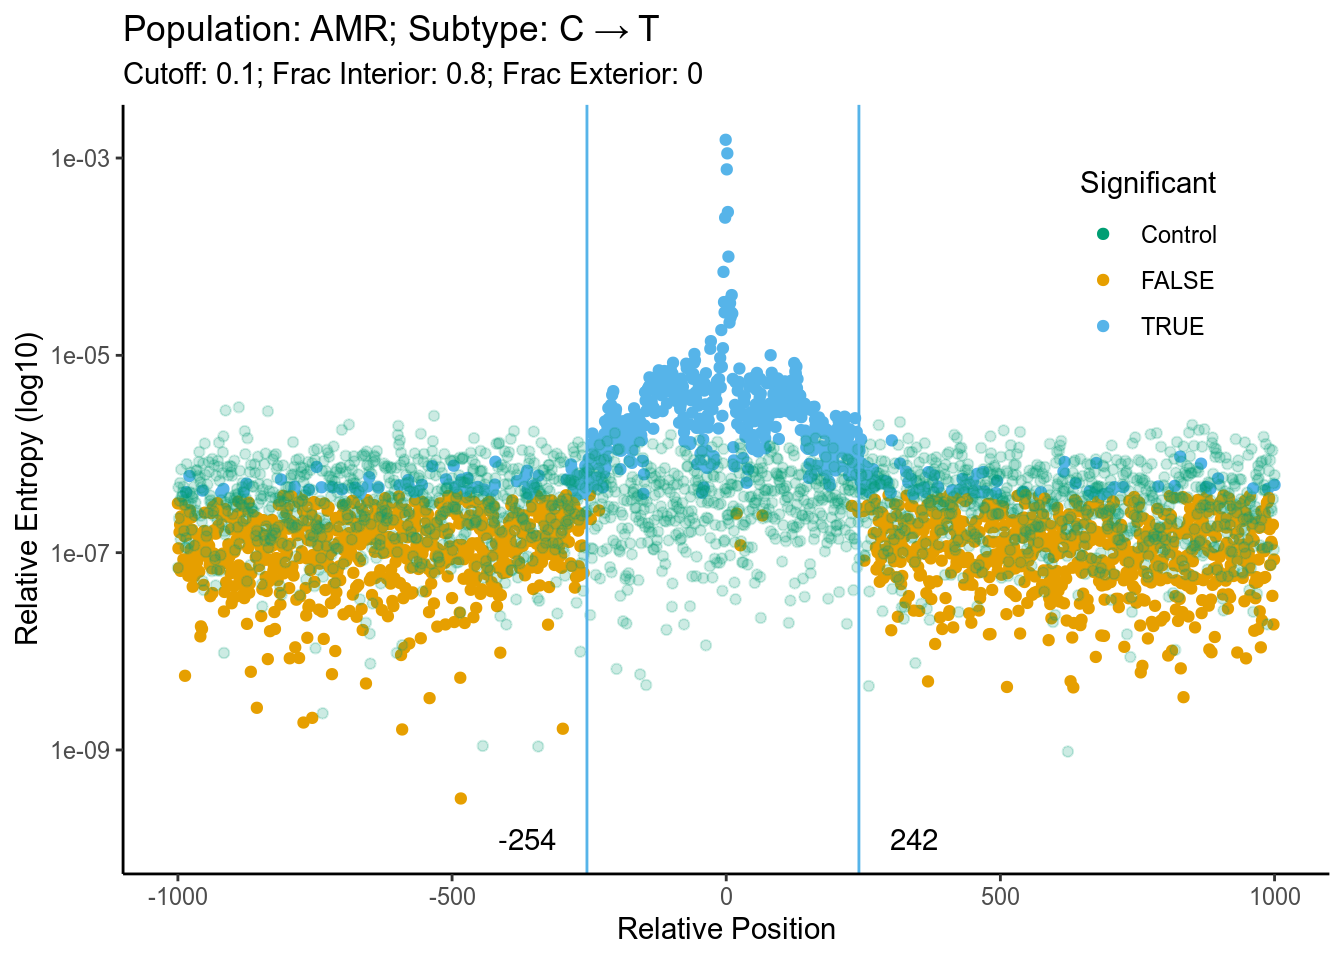 Population: AMR; Subtype: C → T
Cutoff: 0.1; Frac Interior: 0.8; Frac Exterior: 0
Relative Entropy (log10)
1e-03
1e-05
1e-07
1e-09
Significant
Control
FALSE
TRUE
-254
242
-1000
-500
0
500
1000
Relative Position